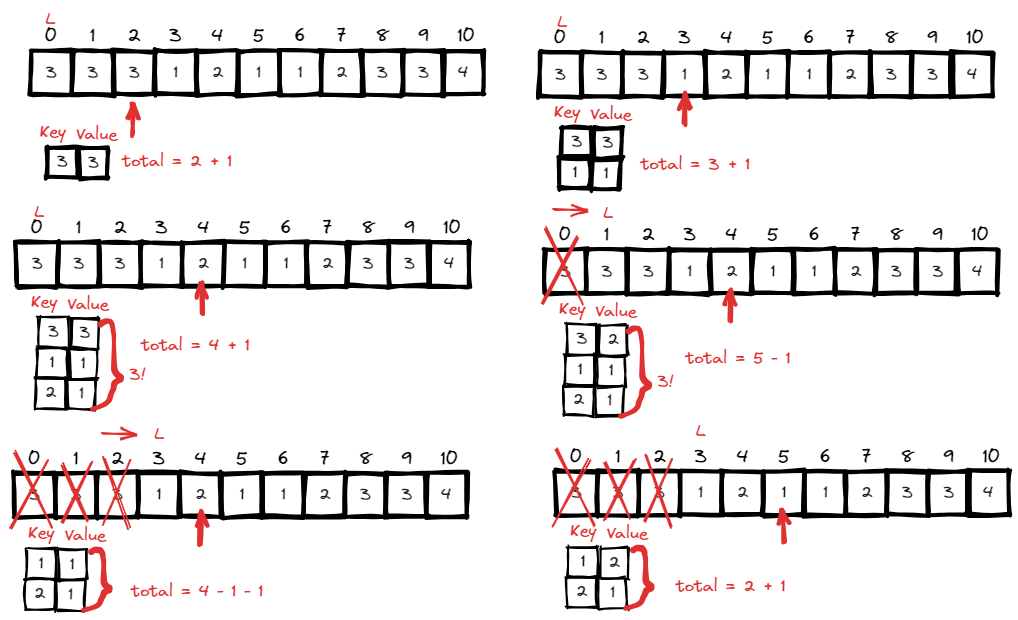 L
0 1 2 3 4 5 6 7 8 9 10
3 3 3 1 2 1 1 2 3 3 4
Key Value
3 3
total = 2 + 1
L
0 1 2 3 4 5 6 7 8 9 10
3 3 3 1 2 1 1 2 3 3 4
Key Value
3 3
1 1
total = 3 + 1
L
0 1 2 3 4 5 6 7 8 9 10
3 3 3 1 2 1 1 2 3 3 4
Key Value
3 3
1 1
2 1
3!
total = 4 + 1
L
0 1 2 3 4 5 6 7 8 9 10
3 3 3 1 2 1 1 2 3 3 4
Key Value
3 2
1 1
2 1
3!
total = 5 - 1
L
0 1 2 3 4 5 6 7 8 9 10
3 3 3 1 2 1 1 2 3 3 4
Key Value
1 1
2 1
total = 4 - 1 - 1
L
0 1 2 3 4 5 6 7 8 9 10
3 3 3 1 2 1 1 2 3 3 4
Key Value
1 2
2 1
total = 2 + 1